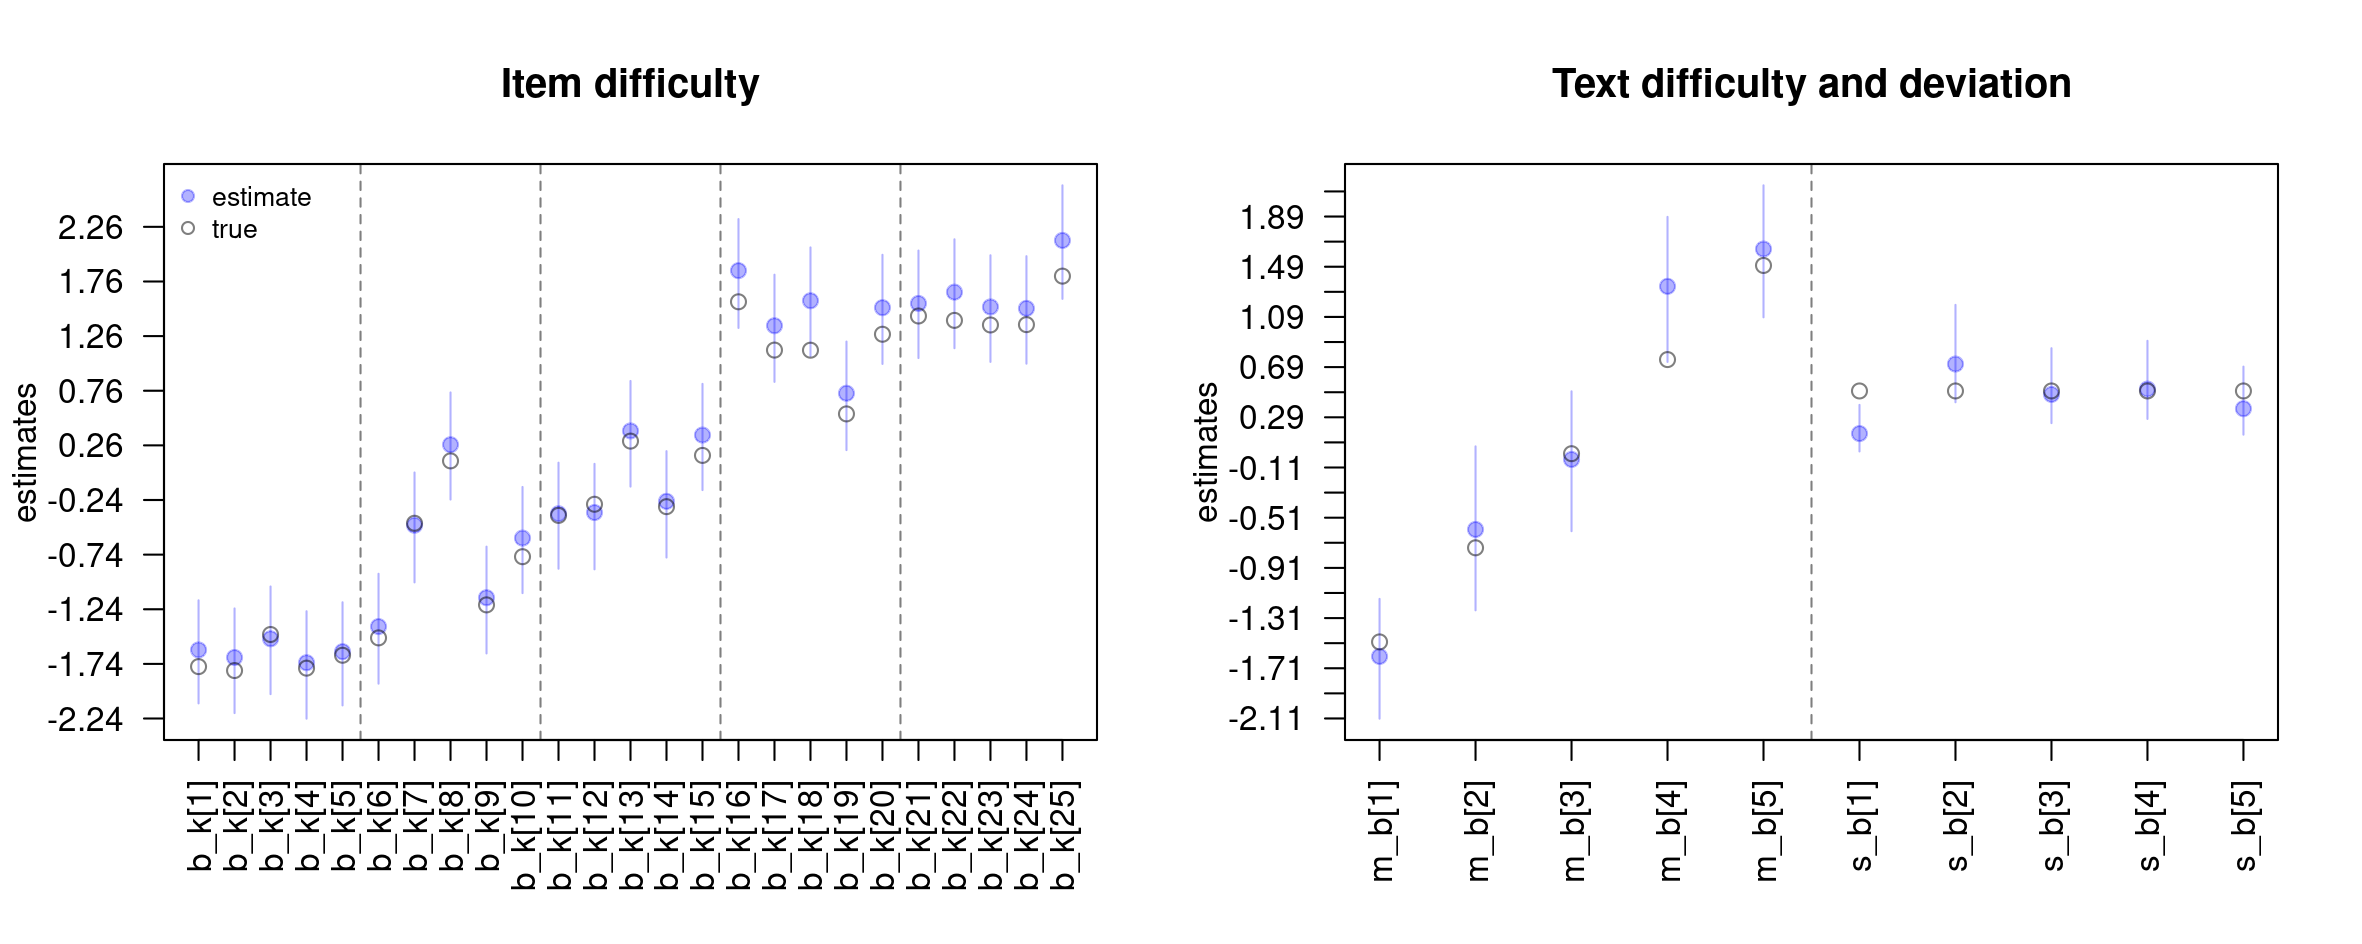 Item difficulty
estimates
2.26
1.76
1.26
0.76
0.26
-0.24
-0.74
-1.24
-1.74
-2.24
estimate
true
b_k[1]
b_k[2]
b_k[3]
b_k[4]
b_k[5]
b_k[6]
b_k[7]
b_k[8]
b_k[9]
b_k[10]
b_k[11]
b_k[12]
b_k[13]
b_k[14]
b_k[15]
b_k[16]
b_k[17]
b_k[18]
b_k[19]
b_k[20]
b_k[21]
b_k[22]
b_k[23]
b_k[24]
b_k[25]
Text difficulty and deviation
estimates
1.89
1.49
1.09
0.69
0.29
-0.11
-0.51
-0.91
-1.31
-1.71
-2.11
m_b[1]
m_b[2]
m_b[3]
m_b[4]
m_b[5]
s_b[1]
s_b[2]
s_b[3]
s_b[4]
s_b[5]